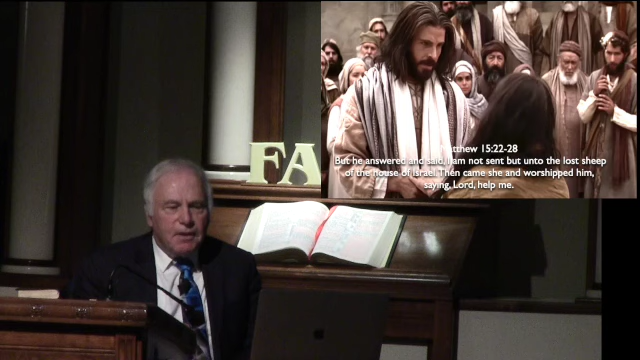 FA
Matthew 15:22-28
But he answered and said, I am not sent but unto the lost sheep
of the house of Israel. Then came she and worshipped him,
saying, Lord, help me.